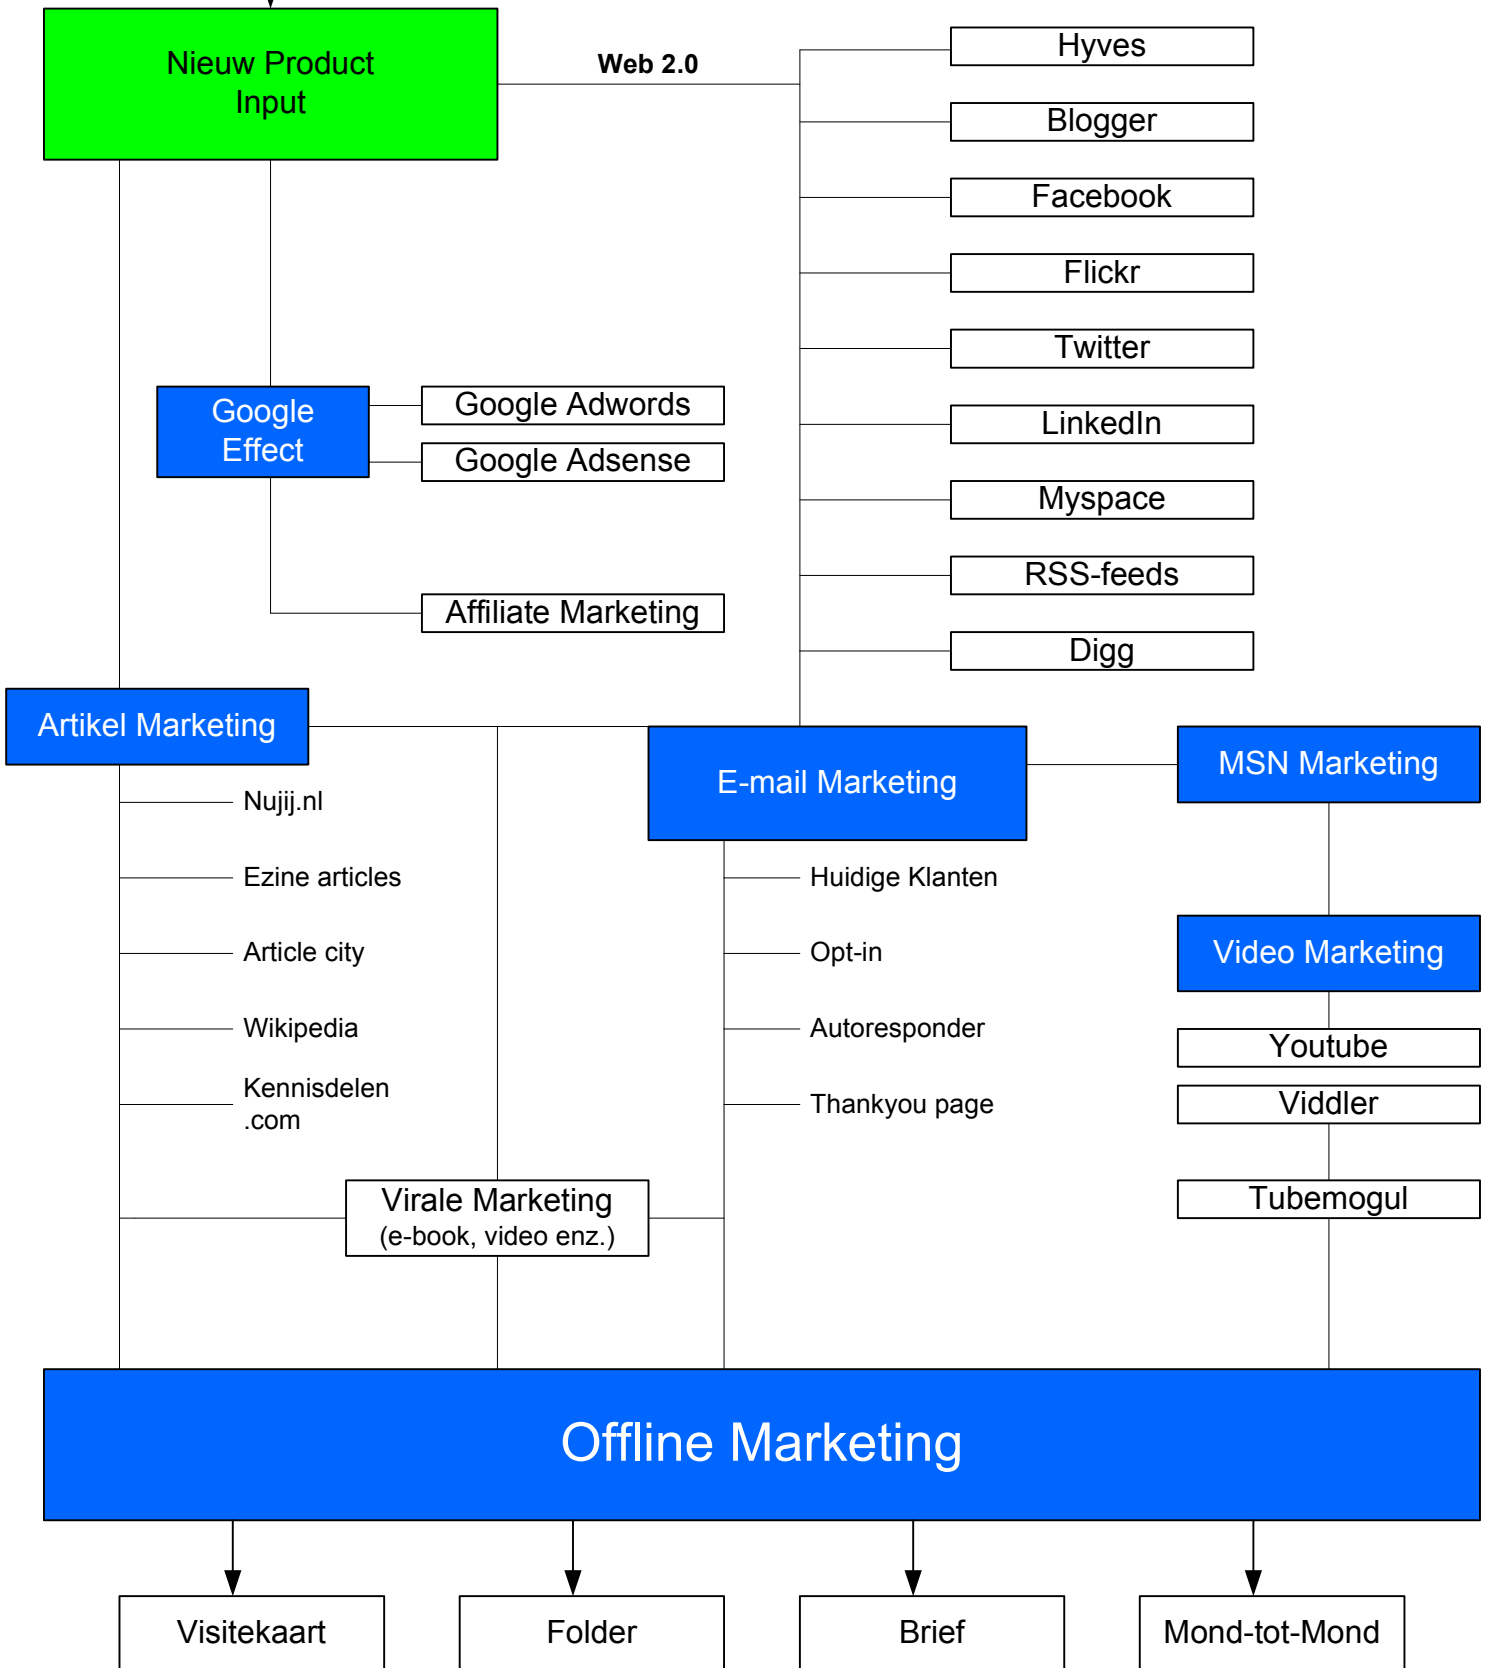 Nieuw Product
Input
Web 2.0
Hyves
Blogger
Facebook
Flickr
Twitter
LinkedIn
Myspace
RSS-feeds
Digg
Google
Effect
Google Adwords
Google Adsense
Affiliate Marketing
Artikel Marketing
Nujij.nl
Ezine articles
Article city
Wikipedia
Kennisdelen
.com
E-mail Marketing
Huidige Klanten
Opt-in
Autoresponder
Thankyou page
MSN Marketing
Video Marketing
Youtube
Viddler
Tubemogul
Virale Marketing
(e-book, video enz.)
Offline Marketing
Visitekaart
Folder
Brief
Mond-tot-Mond